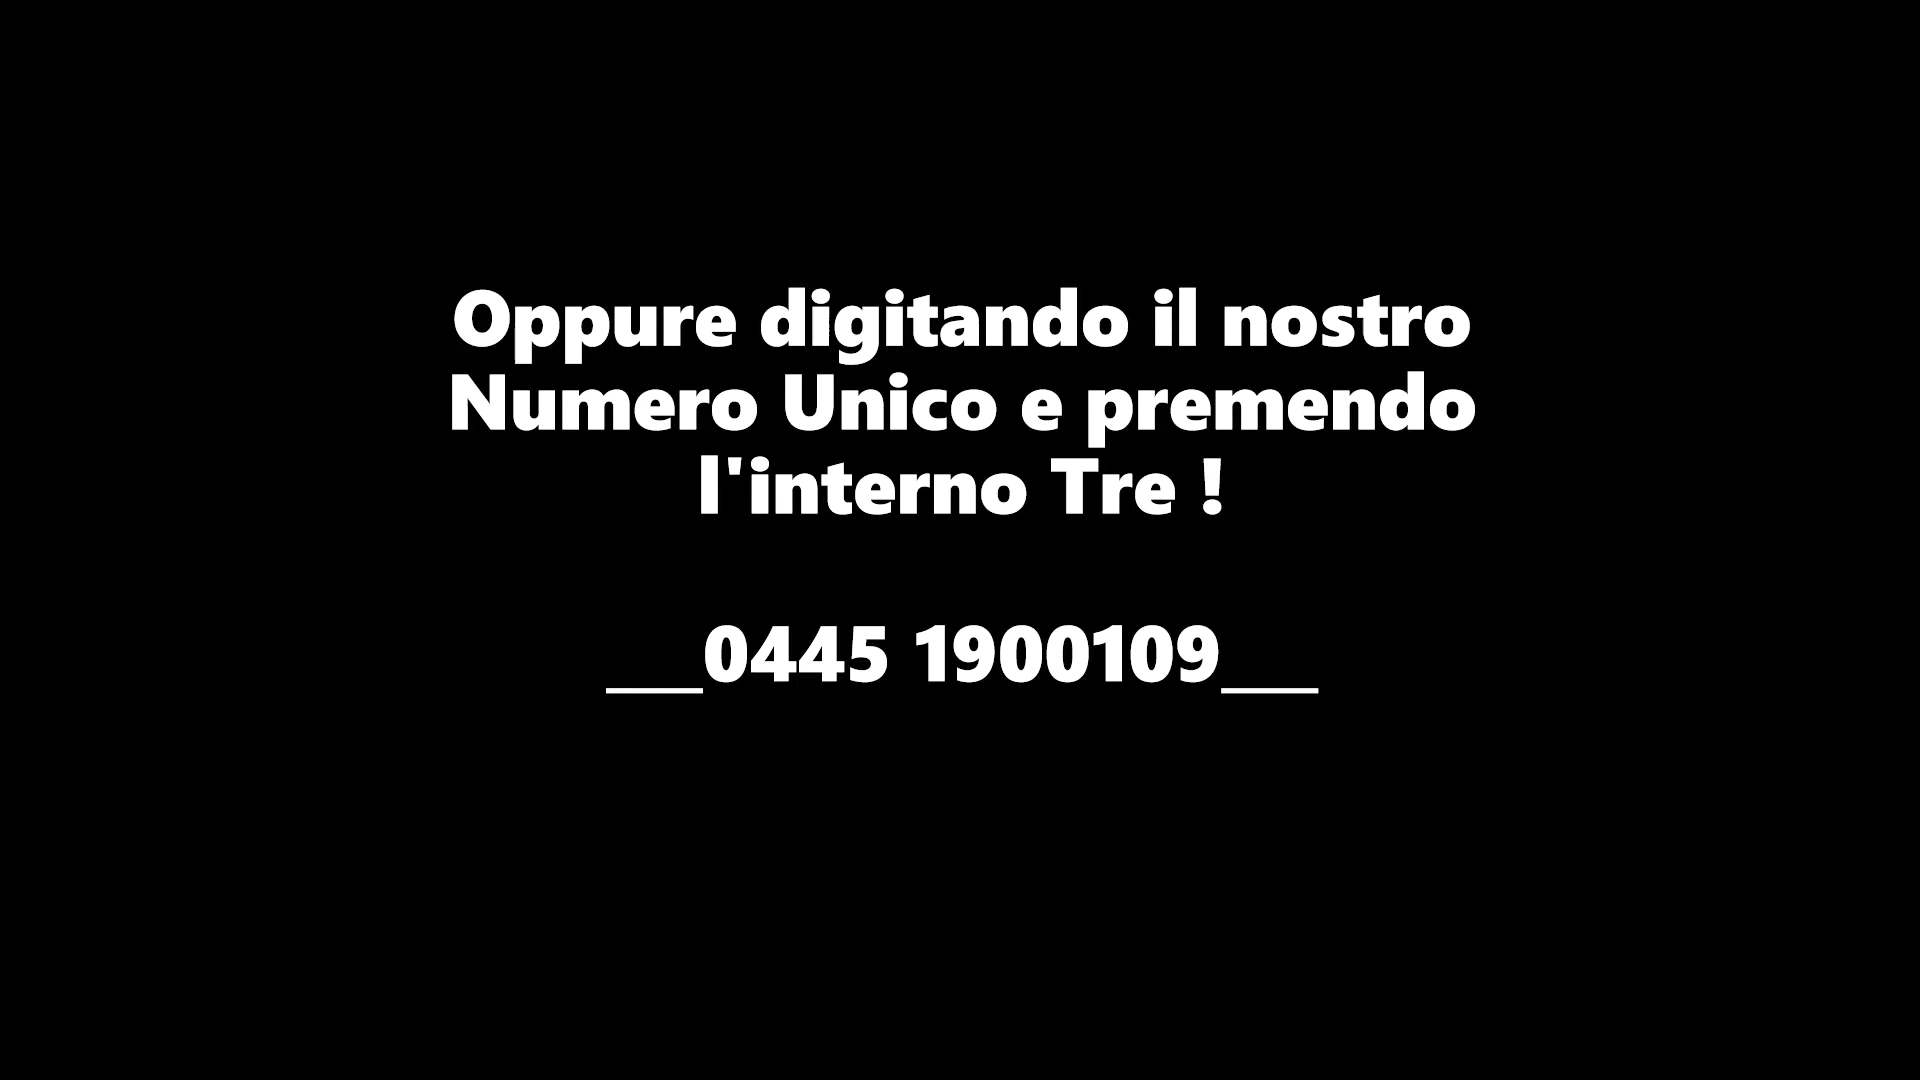 Oppure digitando il nostro
Numero Unico e premendo
l'interno Tre !
___0445 1900109___